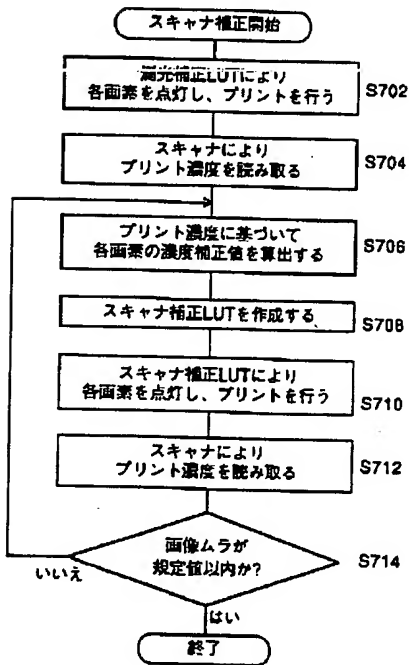 スキャナ補正開始
測光補正LUTにより
各画素を点灯し、プリントを行う
S702
スキャナにより
プリント濃度を読み取る
S704
プリント濃度に基づいて
各画素の濃度補正値を算出する
S706
スキャナ補正LUTを作成する
S708
スキャナ補正LUTにより
各画素を点灯し、プリントを行う
S710
スキャナにより
プリント濃度を読み取る
S712
画像ムラが
規定値以内か?
S714
いいえ
はい
終了